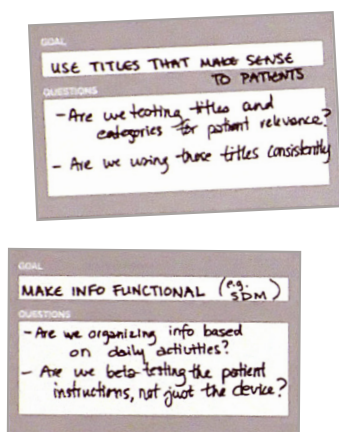 GOAL
USE TITLES THAT MAKE SENSE
TO PATIENTS
QUESTIONS
- Are we testing titles and
categories for patient relevance?
- Are we using those titles consistently
GOAL
MAKE INFO FUNCTIONAL (e.g.
SDM)
QUESTIONS
- Are we organizing info based
on daily activities?
- Are we beta-testing the patient
instructions, not just the device?